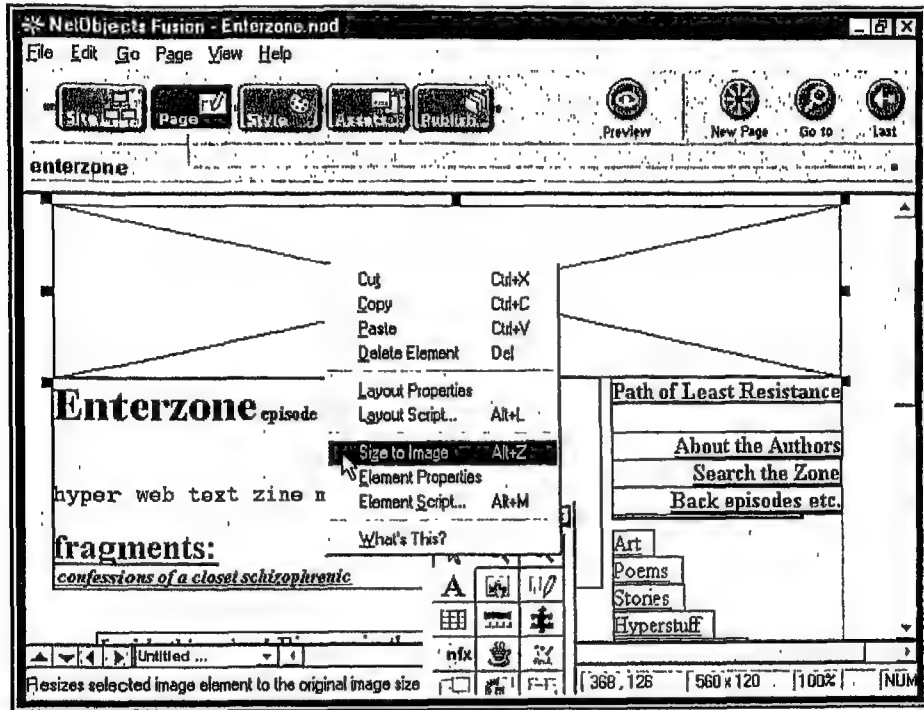 NetObjects Fusion - Enterzone.nod
File Edit Go Page View Help
Site Page Style Assets Publish Preview New Page Go to Last
enterzone
Cut Ctrl+X
Copy Ctrl+C
Paste Ctrl+V
Delete Element Del
Layout Properties
Layout Script... Alt+L
Size to Image Alt+Z
Element Properties
Element Script... Alt+M
What's This?
Enterzone episode
hyper web text zine
fragments:
confessions of a closet schizophrenic
Path of Least Resistance
About the Authors
Search the Zone
Back episodes etc.
Art
Poems
Stories
Hyperstuff
A
nfx
Untitled ...
Resizes selected image element to the original image size
368, 126 560 x 120 100% NUM